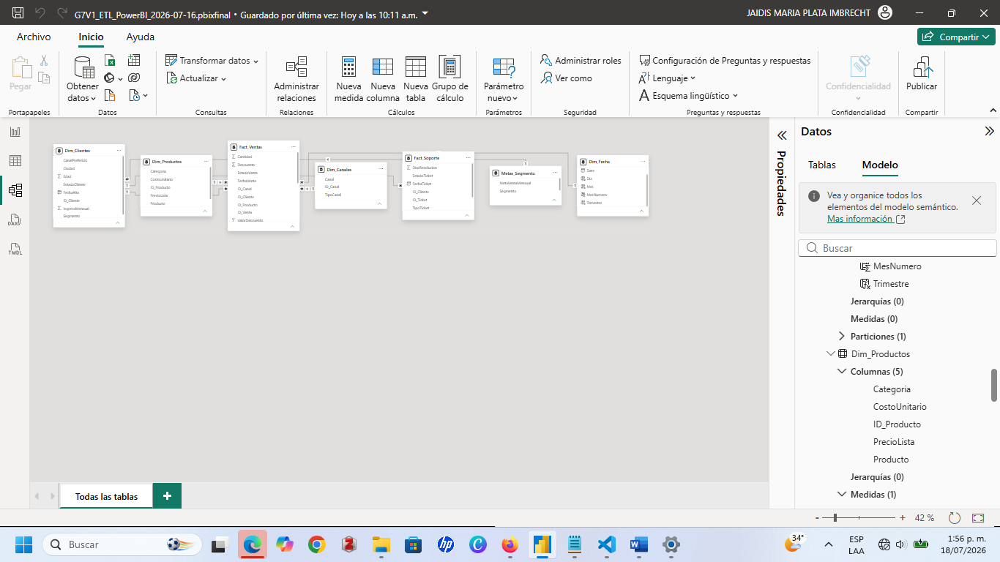 G7V1_ETL_PowerBI_2026-07-16.pbixfinal • Guardado por última vez: Hoy a las 10:11 a.m.
JAIDIS MARIA PLATA IMBRECHT
Archivo
Inicio
Ayuda
Compartir
Pegar
Portapapeles
Obtener datos
Datos
Transformar datos
Actualizar
Consultas
Administrar relaciones
Relaciones
Nueva medida
Nueva columna
Nueva tabla
Grupo de cálculo
Cálculos
Parámetro nuevo
Parámetros
Administrar roles
Ver como
Seguridad
Configuración de Preguntas y respuestas
Lenguaje
Esquema lingüístico
Preguntas y respuestas
Confidencialidad
Confidencialidad
Publicar
Compartir
Dim_Clientes
CanalPreferido
Ciudad
Edad
EstadoCliente
FechaAlta
ID_Cliente
IngresoMensual
Segmento
Dim_Productos
Categoria
CostoUnitario
ID_Producto
PrecioLista
Producto
Fact_Ventas
Cantidad
Descuento
EstadoVenta
FechaVenta
ID_Canal
ID_Cliente
ID_Producto
ID_Venta
ValorDescuento
Dim_Canales
Canal
ID_Canal
TipoCanal
Fact_Soporte
DiasResolucion
EstadoTicket
FechaTicket
ID_Cliente
ID_Ticket
TipoTicket
Metas_Segmento
MetaVentaMensual
Segmento
Dim_Fecha
Date
Día
Mes
MesNumero
Trimestre
Propiedades
Datos
Tablas
Modelo
Vea y organice todos los
elementos del modelo semántico.
Mas información
Buscar
MesNumero
Trimestre
Jerarquías (0)
Medidas (0)
Particiones (1)
Dim_Productos
Columnas (5)
Categoria
CostoUnitario
ID_Producto
PrecioLista
Producto
Jerarquías (0)
Medidas (1)
Todas las tablas
42 %
Buscar
34°
ESP
LAA
1:56 p. m.
18/07/2026
DAX
TMDL